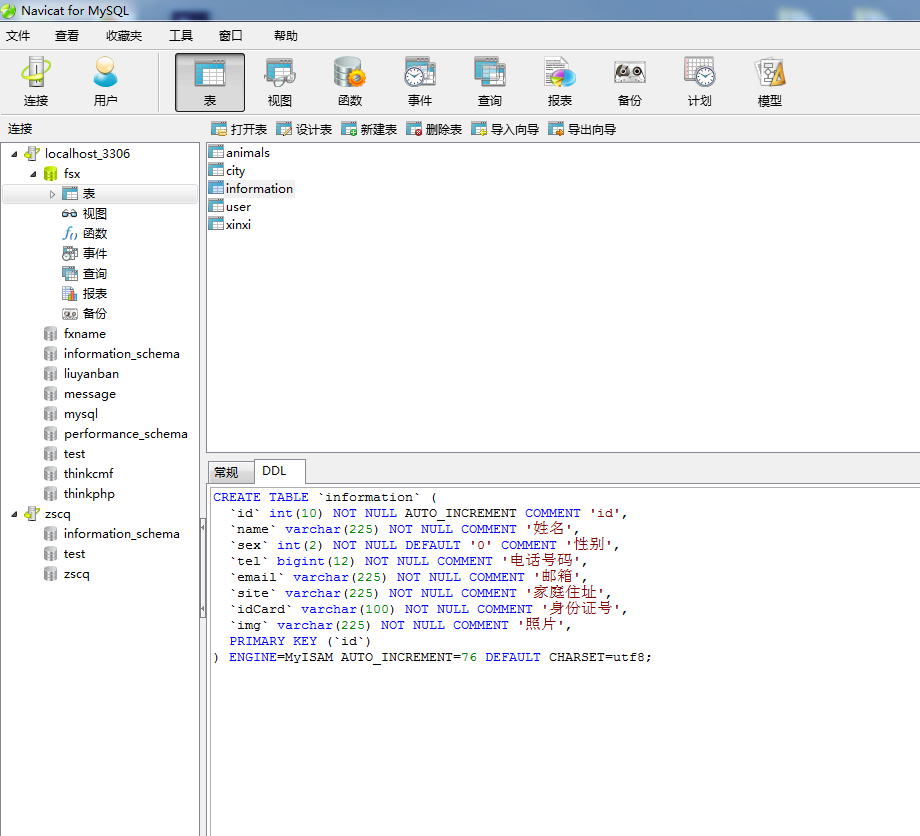 Navicat for MySQL
文件 查看 收藏夹 工具 窗口 帮助
连接 用户 表 视图 函数 事件 查询 报表 备份 计划 模型
连接
打开表 设计表 新建表 删除表 导入向导 导出向导
localhost_3306
fsx
表
视图
函数
事件
查询
报表
备份
fxname
information_schema
liuyanban
message
mysql
performance_schema
test
thinkcmf
thinkphp
zscq
information_schema
test
zscq
animals
city
information
user
xinxi
常规 DDL
CREATE TABLE `information` (
`id` int(10) NOT NULL AUTO_INCREMENT COMMENT 'id',
`name` varchar(225) NOT NULL COMMENT '姓名',
`sex` int(2) NOT NULL DEFAULT '0' COMMENT '性别',
`tel` bigint(12) NOT NULL COMMENT '电话号码',
`email` varchar(225) NOT NULL COMMENT '邮箱',
`site` varchar(225) NOT NULL COMMENT '家庭住址',
`idCard` varchar(100) NOT NULL COMMENT '身份证号',
`img` varchar(225) NOT NULL COMMENT '照片',
PRIMARY KEY (`id`)
) ENGINE=MyISAM AUTO_INCREMENT=76 DEFAULT CHARSET=utf8;